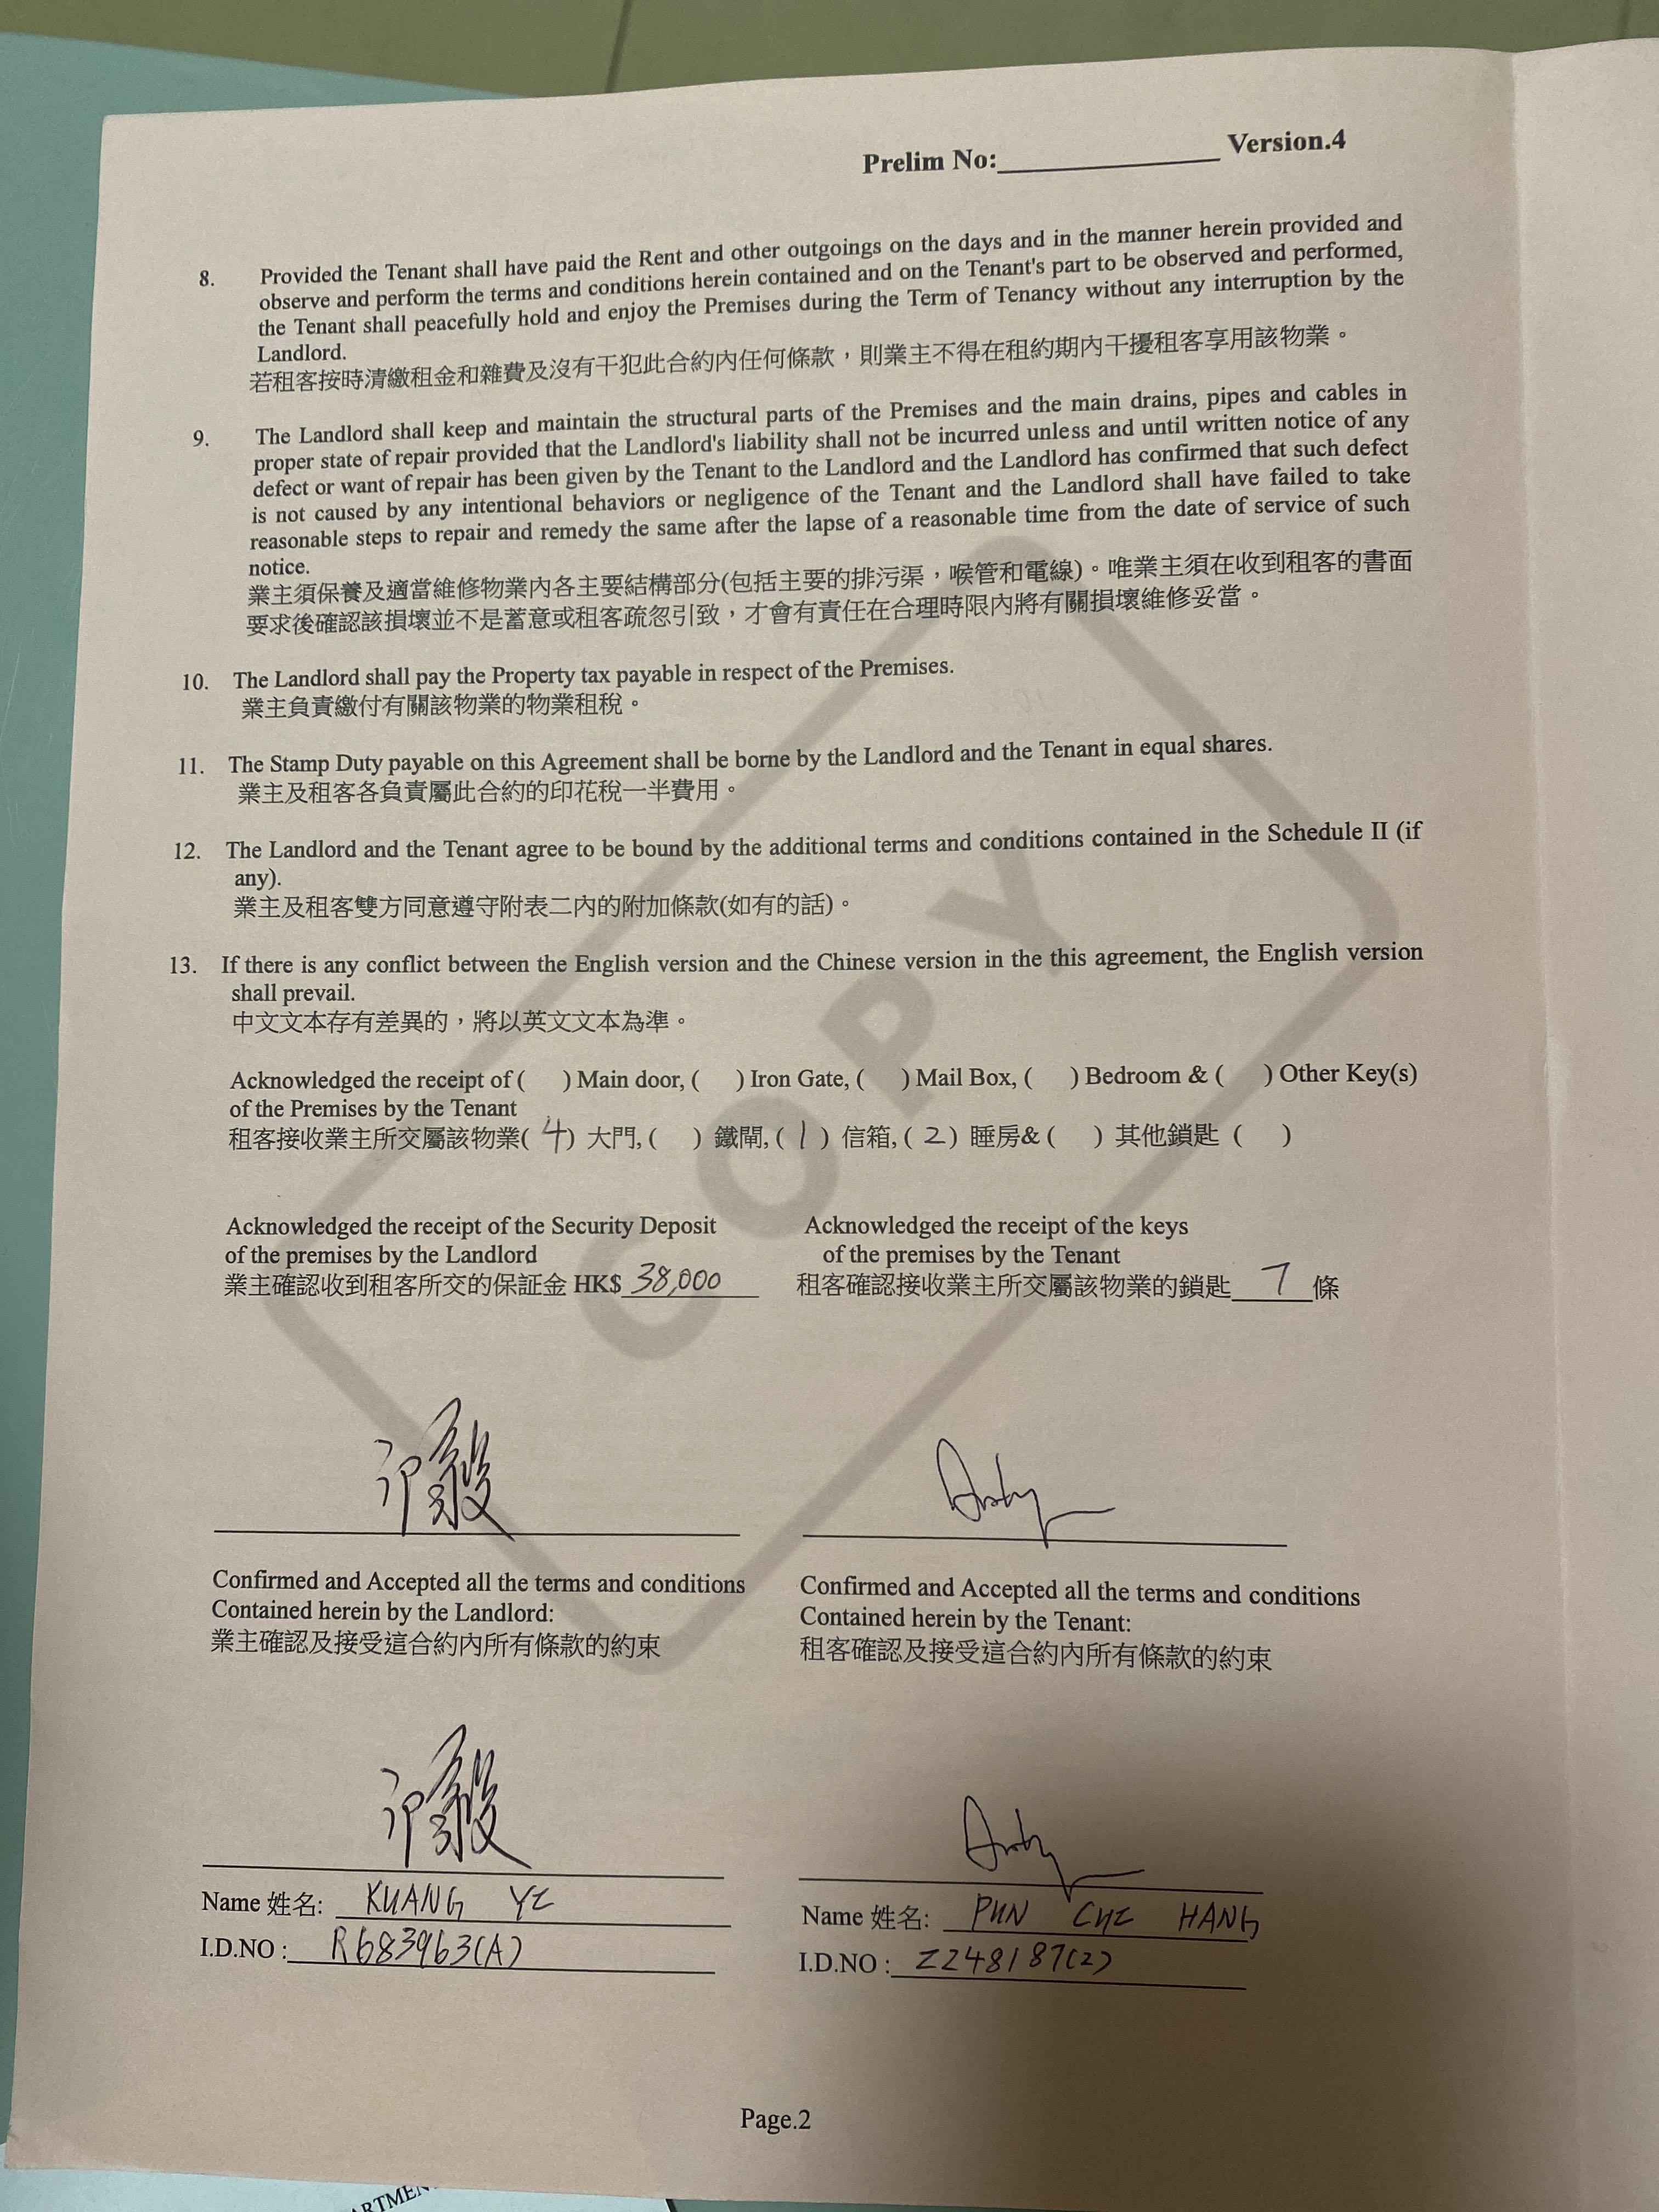 Prelim No:____________ Version.4
8. Provided the Tenant shall have paid the Rent and other outgoings on the days and in the manner herein provided and
observe and perform the terms and conditions herein contained and on the Tenant's part to be observed and performed,
the Tenant shall peacefully hold and enjoy the Premises during the Term of Tenancy without any interruption by the
Landlord.
若租客按時清繳租金和雜費及沒有干犯此合約內任何條款，則業主不得在租約期內干擾租客享用該物業。
9. The Landlord shall keep and maintain the structural parts of the Premises and the main drains, pipes and cables in
proper state of repair provided that the Landlord's liability shall not be incurred unless and until written notice of any
defect or want of repair has been given by the Tenant to the Landlord and the Landlord has confirmed that such defect
is not caused by any intentional behaviors or negligence of the Tenant and the Landlord shall have failed to take
reasonable steps to repair and remedy the same after the lapse of a reasonable time from the date of service of such
notice.
業主須保養及適當維修物業內各主要結構部分(包括主要的排污渠，喉管和電線)。唯業主須在收到租客的書面
要求後確認該損壞並不是蓄意或租客疏忽引致，才會有責任在合理時限內將有關損壞維修妥當。
10. The Landlord shall pay the Property tax payable in respect of the Premises.
業主負責繳付有關該物業的物業租稅。
11. The Stamp Duty payable on this Agreement shall be borne by the Landlord and the Tenant in equal shares.
業主及租客各負責屬此合約的印花稅一半費用。
12. The Landlord and the Tenant agree to be bound by the additional terms and conditions contained in the Schedule II (if
any).
業主及租客雙方同意遵守附表二內的附加條款(如有的話)。
13. If there is any conflict between the English version and the Chinese version in the this agreement, the English version
shall prevail.
中文文本存有差異的，將以英文文本為準。
Acknowledged the receipt of ( ) Main door, ( ) Iron Gate, ( ) Mail Box, ( ) Bedroom & ( ) Other Key(s)
of the Premises by the Tenant
租客接收業主所交屬該物業( 4 ) 大門, ( ) 鐵閘, ( 1 ) 信箱, ( 2 ) 睡房& ( ) 其他鎖匙 ( )
COPY
Acknowledged the receipt of the Security Deposit
of the premises by the Landlord
業主確認收到租客所交的保証金 HK$ 38,000
Acknowledged the receipt of the keys
of the premises by the Tenant
租客確認接收業主所交屬該物業的鎖匙 7 條
Andy
Confirmed and Accepted all the terms and conditions
Contained herein by the Landlord:
業主確認及接受這合約內所有條款的約束
Confirmed and Accepted all the terms and conditions
Contained herein by the Tenant:
租客確認及接受這合約內所有條款的約束
Andy
Name 姓名: KUANG YI
I.D.NO : R683963(A)
Name 姓名: PUN CHI HANG
I.D.NO : Z248187(2)
Page.2